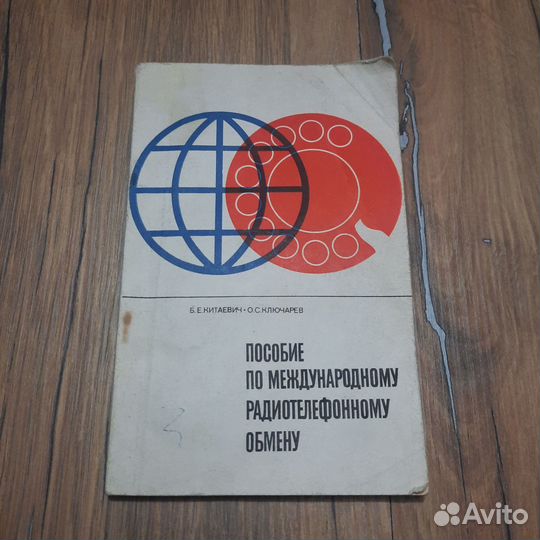 Б.Е.КИТАЕВИЧ • О.С.КЛЮЧАРЕВ
ПОСОБИЕ
ПО МЕЖДУНАРОДНОМУ
РАДИОТЕЛЕФОННОМУ
ОБМЕНУ
Avito